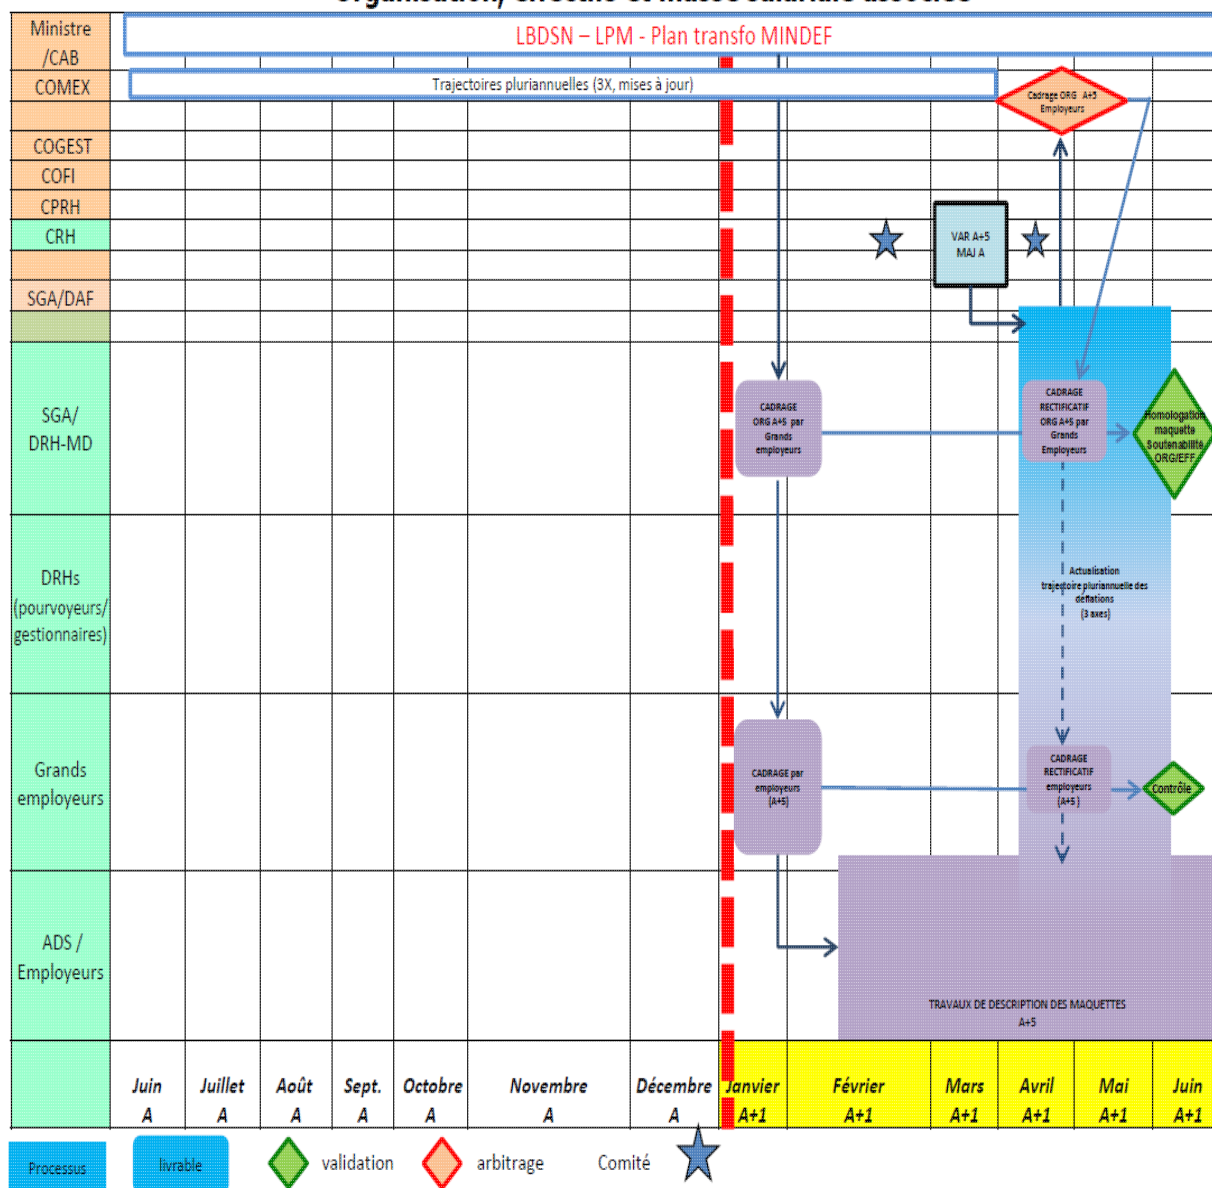 Ministre
/CAB
LBDSN – LPM - Plan transfo MINDEF
COMEX
Trajectoires pluriannuelles (3X, mises à jour)
Cadrage ORG A+5
Employeurs
COGEST
COFI
CPRH
CRH
VAR A+5
MAJ A
SGA/DAF
SGA/
DRH-MD
CADRAGE
ORG A+5 par
Grands
employeurs
CADRAGE
RECTIFICATIF
ORG A+5 par
Grands
Employeurs
Homologation
maquette
Soutenabilité
ORG/EFF
DRHs
(pourvoyeurs/
gestionnaires)
Actualisation
trajectoire pluriannuelle des
déflations
(3 axes)
Grands
employeurs
CADRAGE par
employeurs
(A+5)
CADRAGE
RECTIFICATIF
employeurs
(A+5 )
Contrôle
ADS /
Employeurs
TRAVAUX DE DESCRIPTION DES MAQUETTES
A+5
Juin
A
Juillet
A
Août
A
Sept.
A
Octobre
A
Novembre
A
Décembre
A
Janvier
A+1
Février
A+1
Mars
A+1
Avril
A+1
Mai
A+1
Juin
A+1
Processus
livrable
validation
arbitrage
Comité